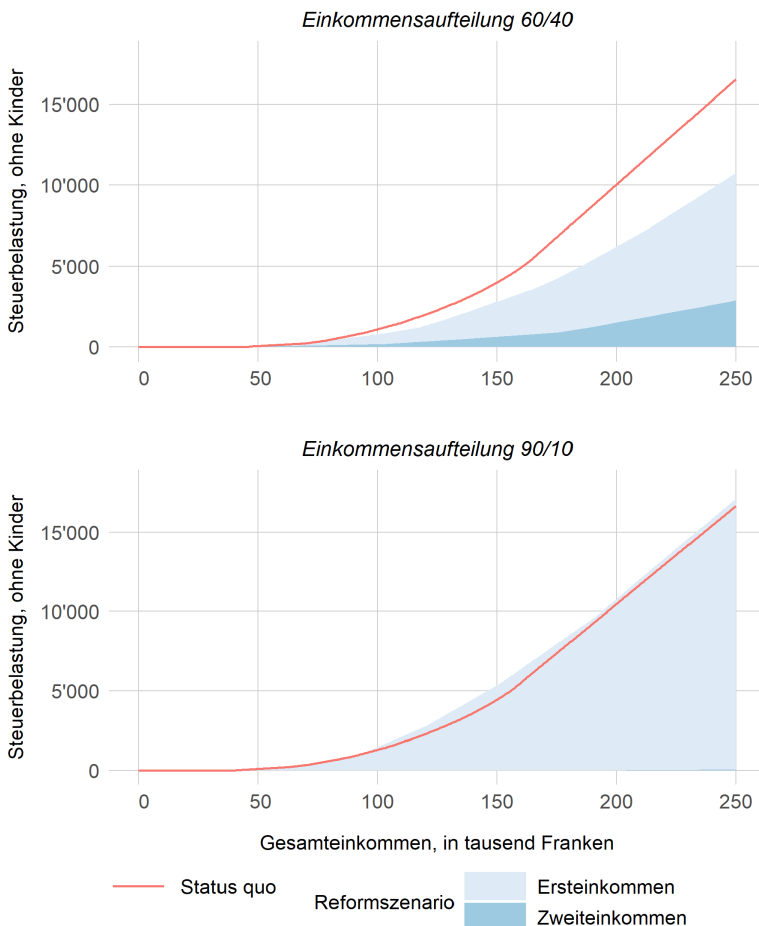 Einkommensaufteilung 60/40
Steuerbelastung, ohne Kinder
15'000
10'000
5'000
0
0 50 100 150 200 250
Einkommensaufteilung 90/10
Steuerbelastung, ohne Kinder
15'000
10'000
5'000
0
0 50 100 150 200 250
Gesamteinkommen, in tausend Franken
Status quo
Reformszenario
Ersteinkommen
Zweiteinkommen